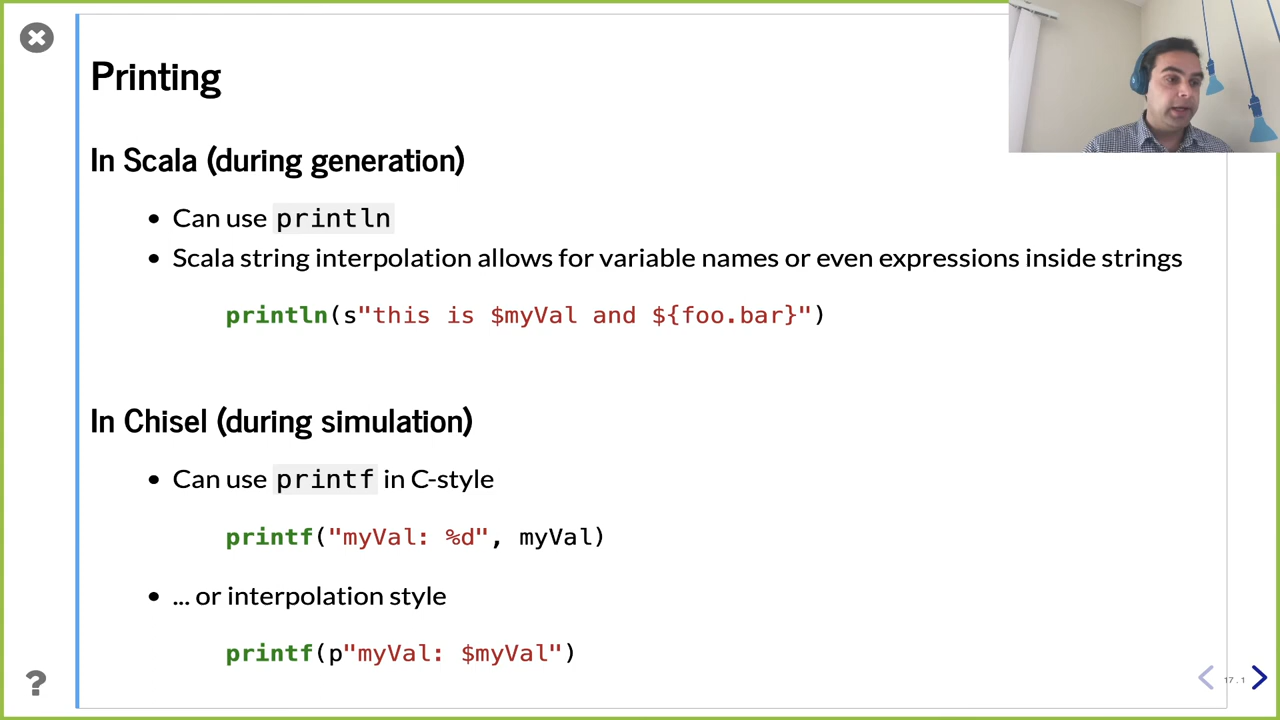 Printing
In Scala (during generation)
• Can use println
• Scala string interpolation allows for variable names or even expressions inside strings
println(s"this is $myVal and ${foo.bar}")
In Chisel (during simulation)
• Can use printf in C-style
printf("myVal: %d", myVal)
• ... or interpolation style
printf(p"myVal: $myVal")
?
17.1